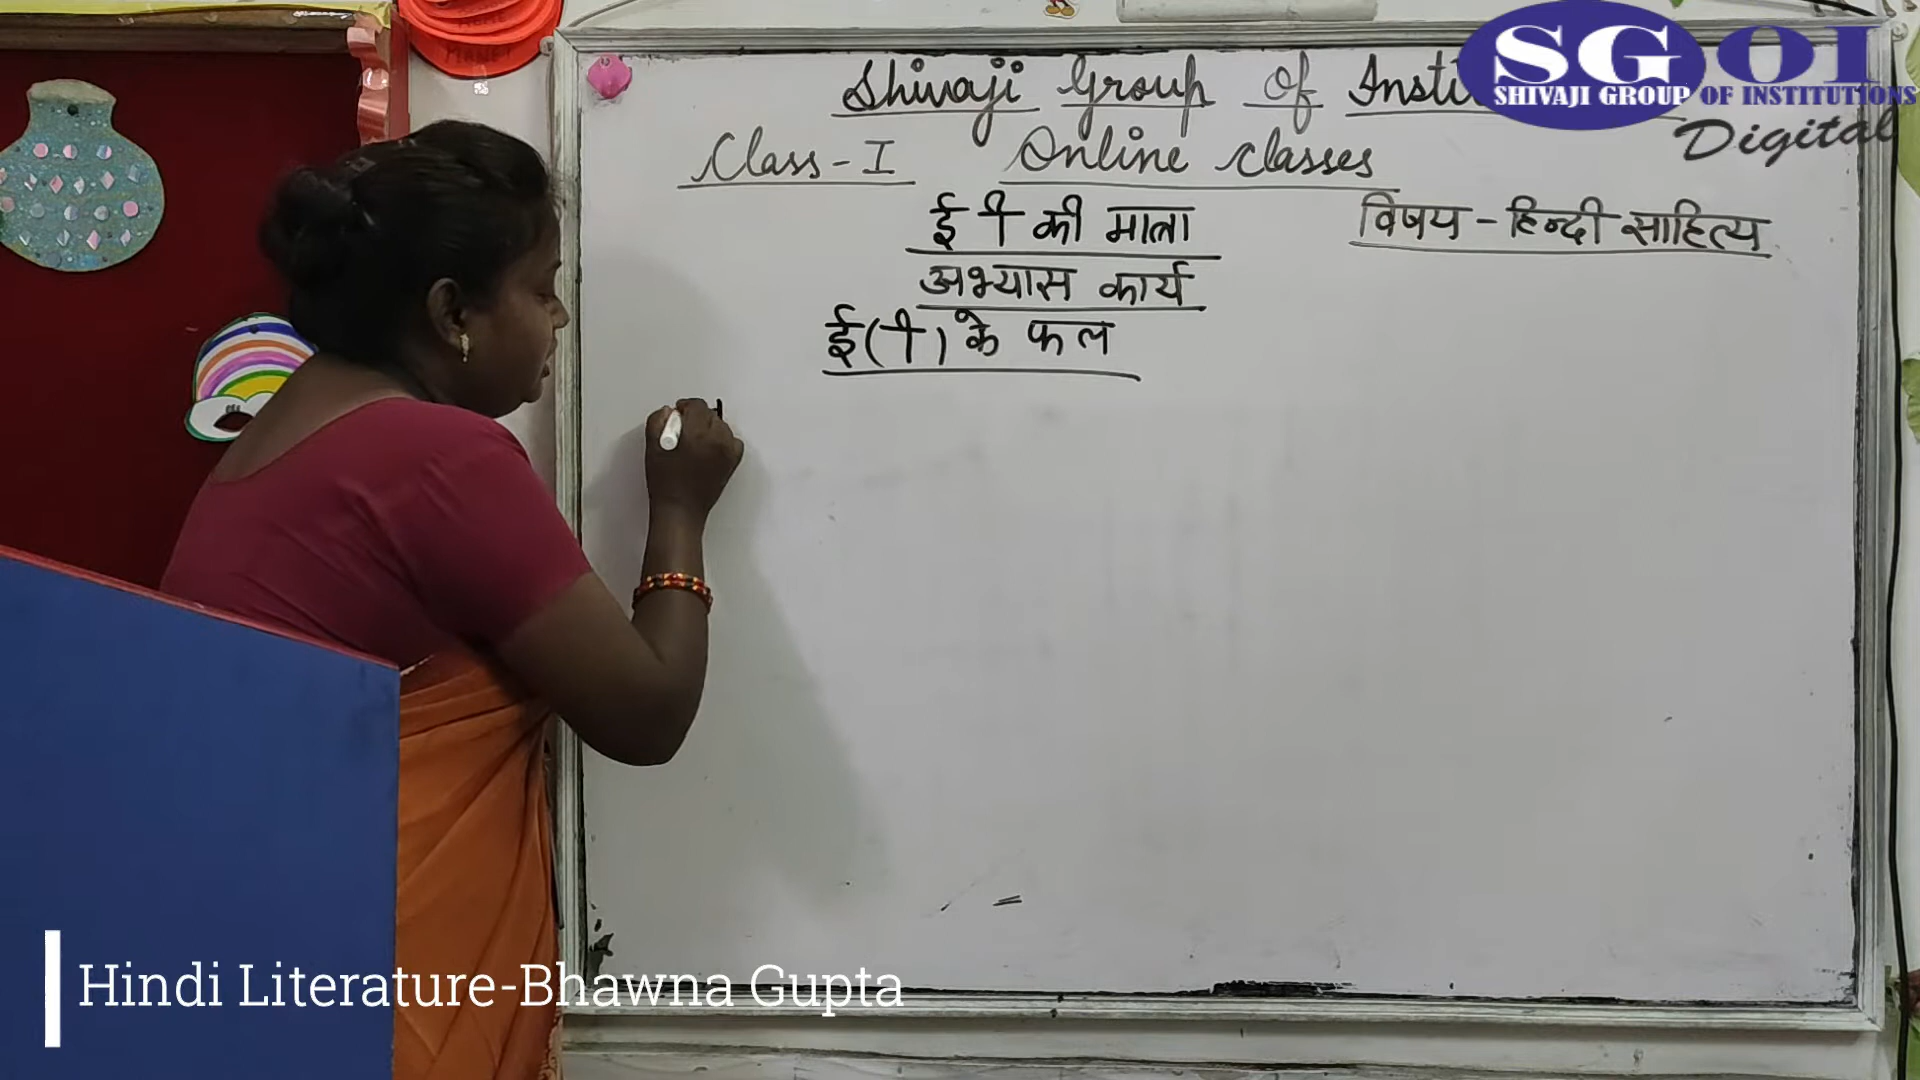 Shivaji Group Of Insti
SGOI
SHIVAJI GROUP OF INSTITUTIONS
Digital
Class-I Online classes
ई ी की मात्रा
विषय - हिन्दी साहित्य
अभ्यास कार्य
ई(ी) के फल
Hindi Literature-Bhawna Gupta